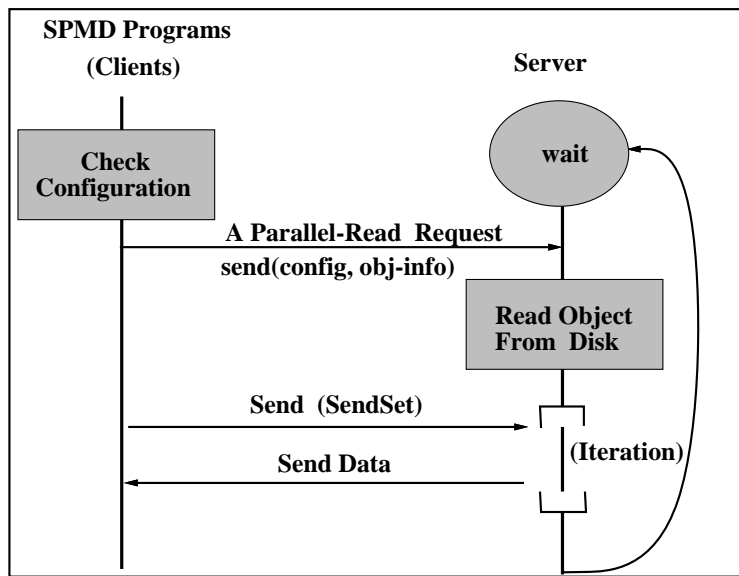 SPMD Programs
(Clients)
Server
Check
Configuration
wait
A Parallel-Read Request
send(config, obj-info)
Read Object
From Disk
Send (SendSet)
(Iteration)
Send Data